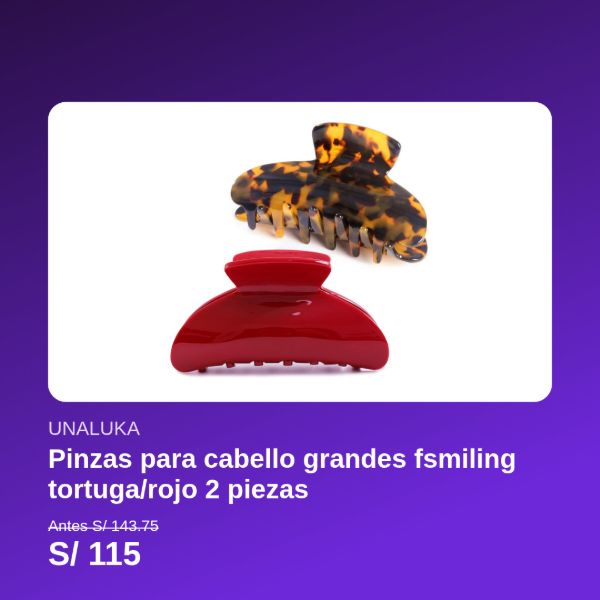 UNALUKA
Pinzas para cabello grandes fsmiling
tortuga/rojo 2 piezas
Antes S/ 143.75
S/ 115